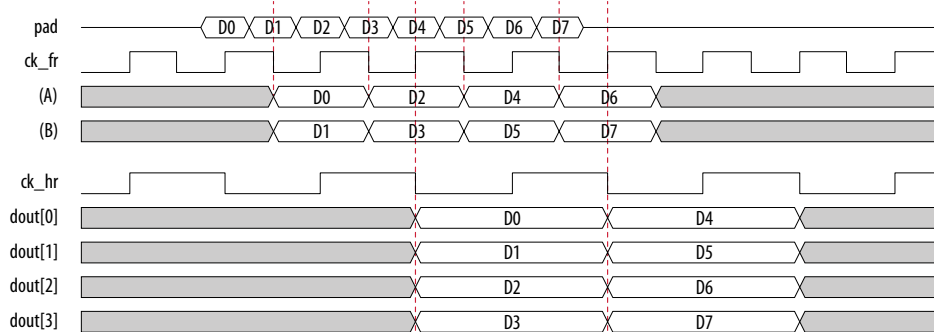 pad D0 D1 D2 D3 D4 D5 D6 D7
ck_fr
(A) D0 D2 D4 D6
(B) D1 D3 D5 D7
ck_hr
dout[0] D0 D4
dout[1] D1 D5
dout[2] D2 D6
dout[3] D3 D7